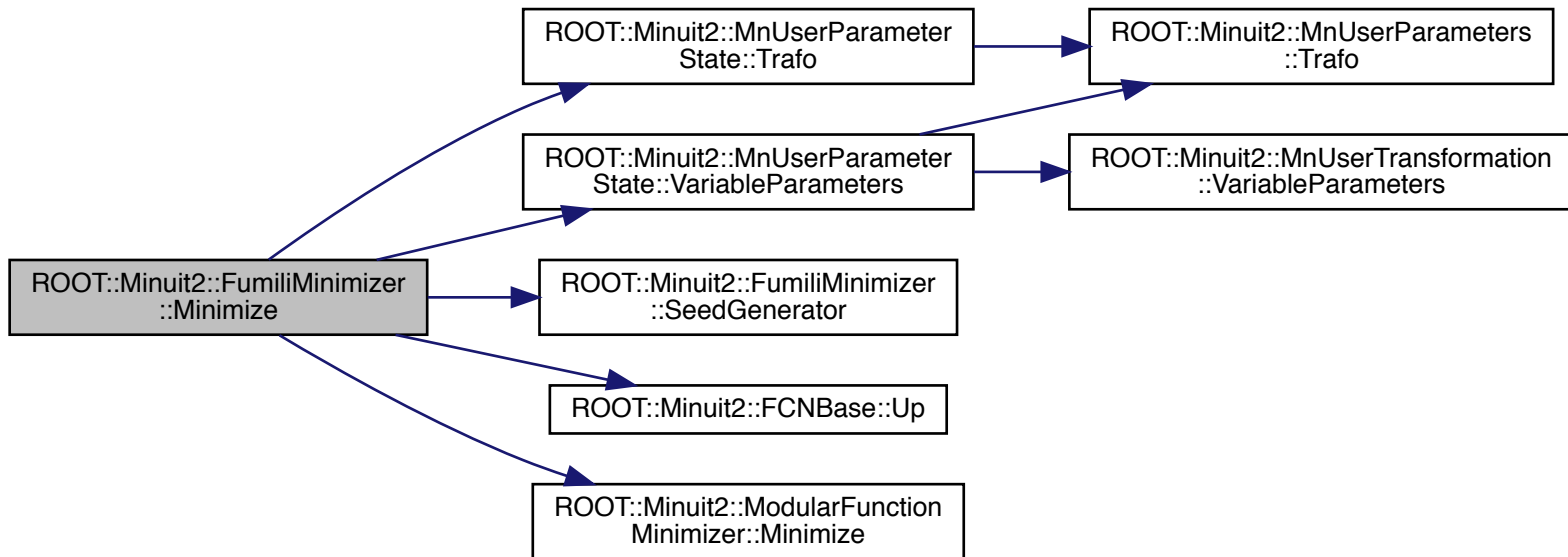 ROOT::Minuit2::MnUserParameter
State::Trafo
ROOT::Minuit2::MnUserParameters
::Trafo
ROOT::Minuit2::MnUserParameter
State::VariableParameters
ROOT::Minuit2::MnUserTransformation
::VariableParameters
ROOT::Minuit2::FumiliMinimizer
::Minimize
ROOT::Minuit2::FumiliMinimizer
::SeedGenerator
ROOT::Minuit2::FCNBase::Up
ROOT::Minuit2::ModularFunction
Minimizer::Minimize